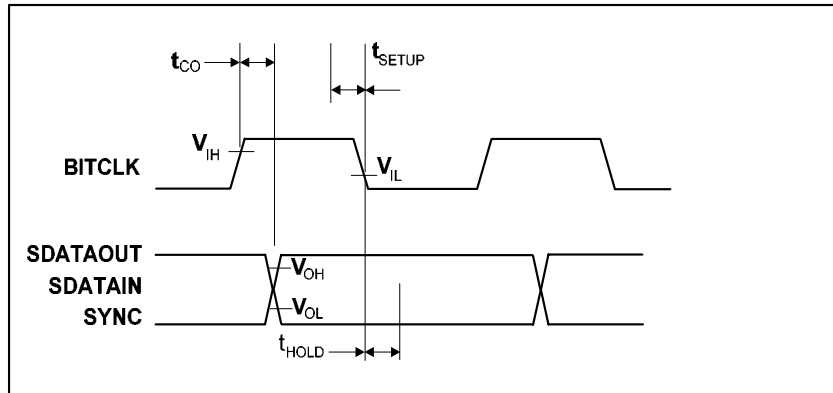 tCO
tSETUP
VIH
BITCLK
VIL
SDATAOUT
VOH
SDATAIN
VOL
SYNC
tHOLD